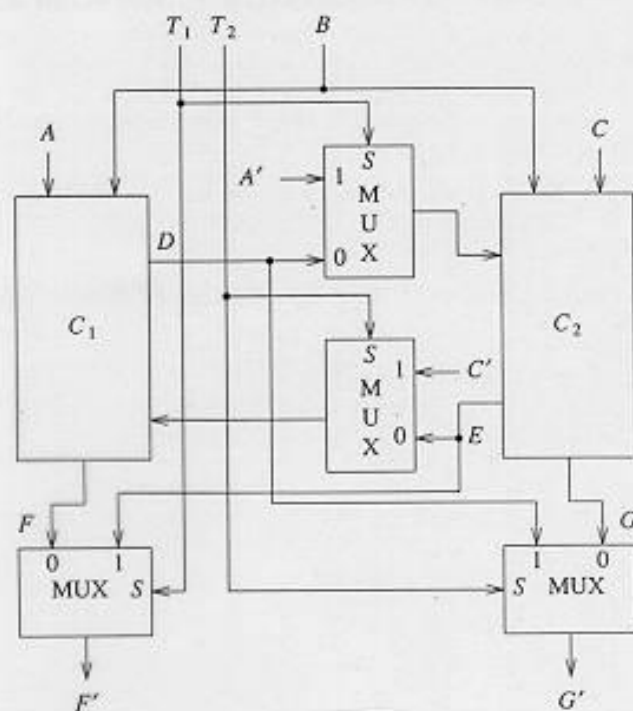 T1 T2 B
A C
S
A' 1
M
U
X
D 0
C1 C2
S
M
U
X
1 C'
0 E
F 0 1
MUX S
1 0 G
S MUX
F' G'